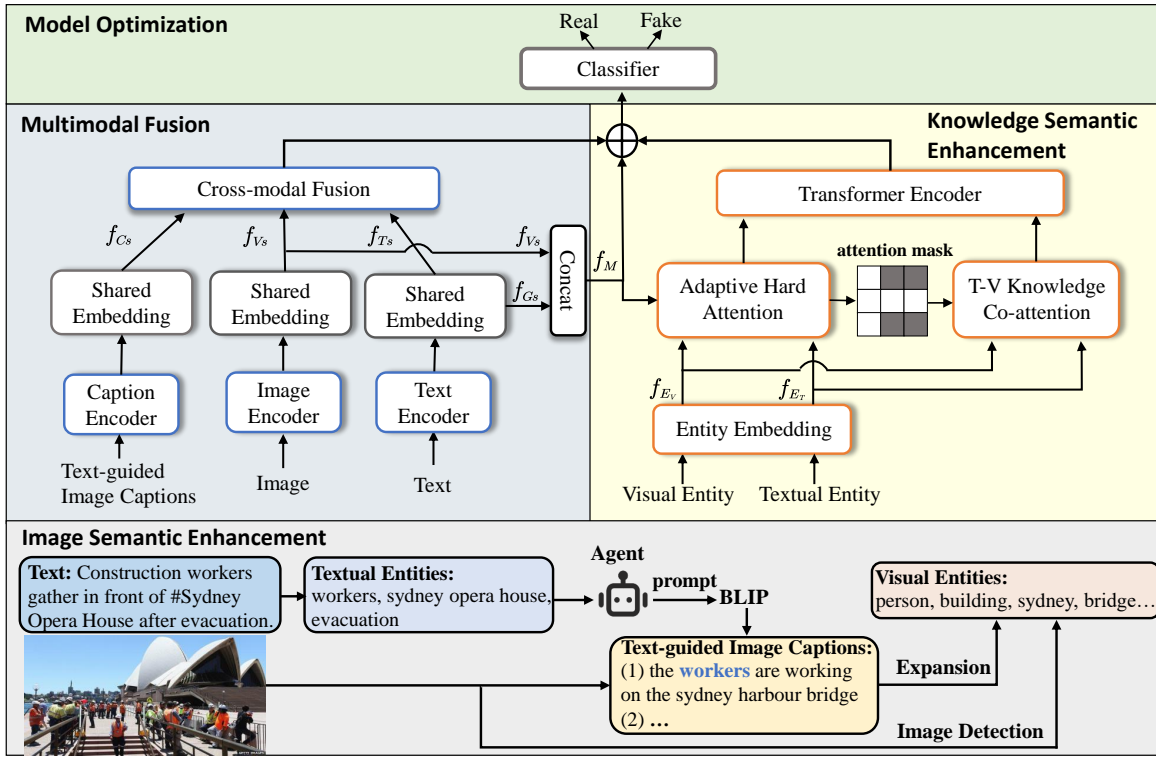 Model Optimization
Real
Fake
Classifier
Multimodal Fusion
Knowledge Semantic
Enhancement
Cross-modal Fusion
Transformer Encoder
f_Cs
f_Vs
f_Ts
f_Vs
f_Gs
f_M
Concat
attention mask
Shared
Embedding
Shared
Embedding
Shared
Embedding
Adaptive Hard
Attention
T-V Knowledge
Co-attention
Caption
Encoder
Image
Encoder
Text
Encoder
f_{E_V}
f_{E_T}
Entity Embedding
Text-guided
Image Captions
Image
Text
Visual Entity
Textual Entity
Image Semantic Enhancement
Text: Construction workers
gather in front of #Sydney
Opera House after evacuation.
Textual Entities:
workers, sydney opera house,
evacuation
Agent
prompt
BLIP
Visual Entities:
person, building, sydney, bridge…
Text-guided Image Captions:
(1) the workers are working
on the sydney harbour bridge
(2) …
Expansion
Image Detection